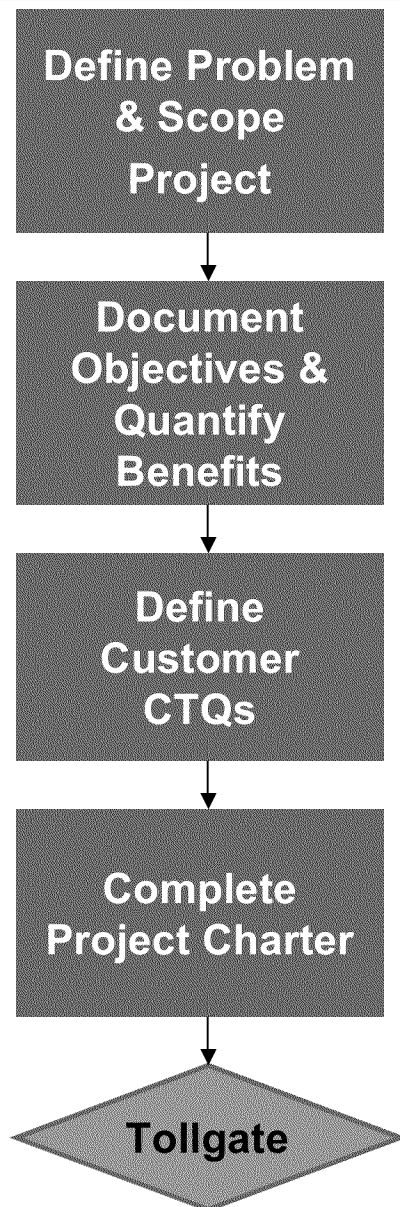 Define Problem
& Scope
Project
Document
Objectives &
Quantify
Benefits
Define
Customer
CTQs
Complete
Project Charter
Tollgate